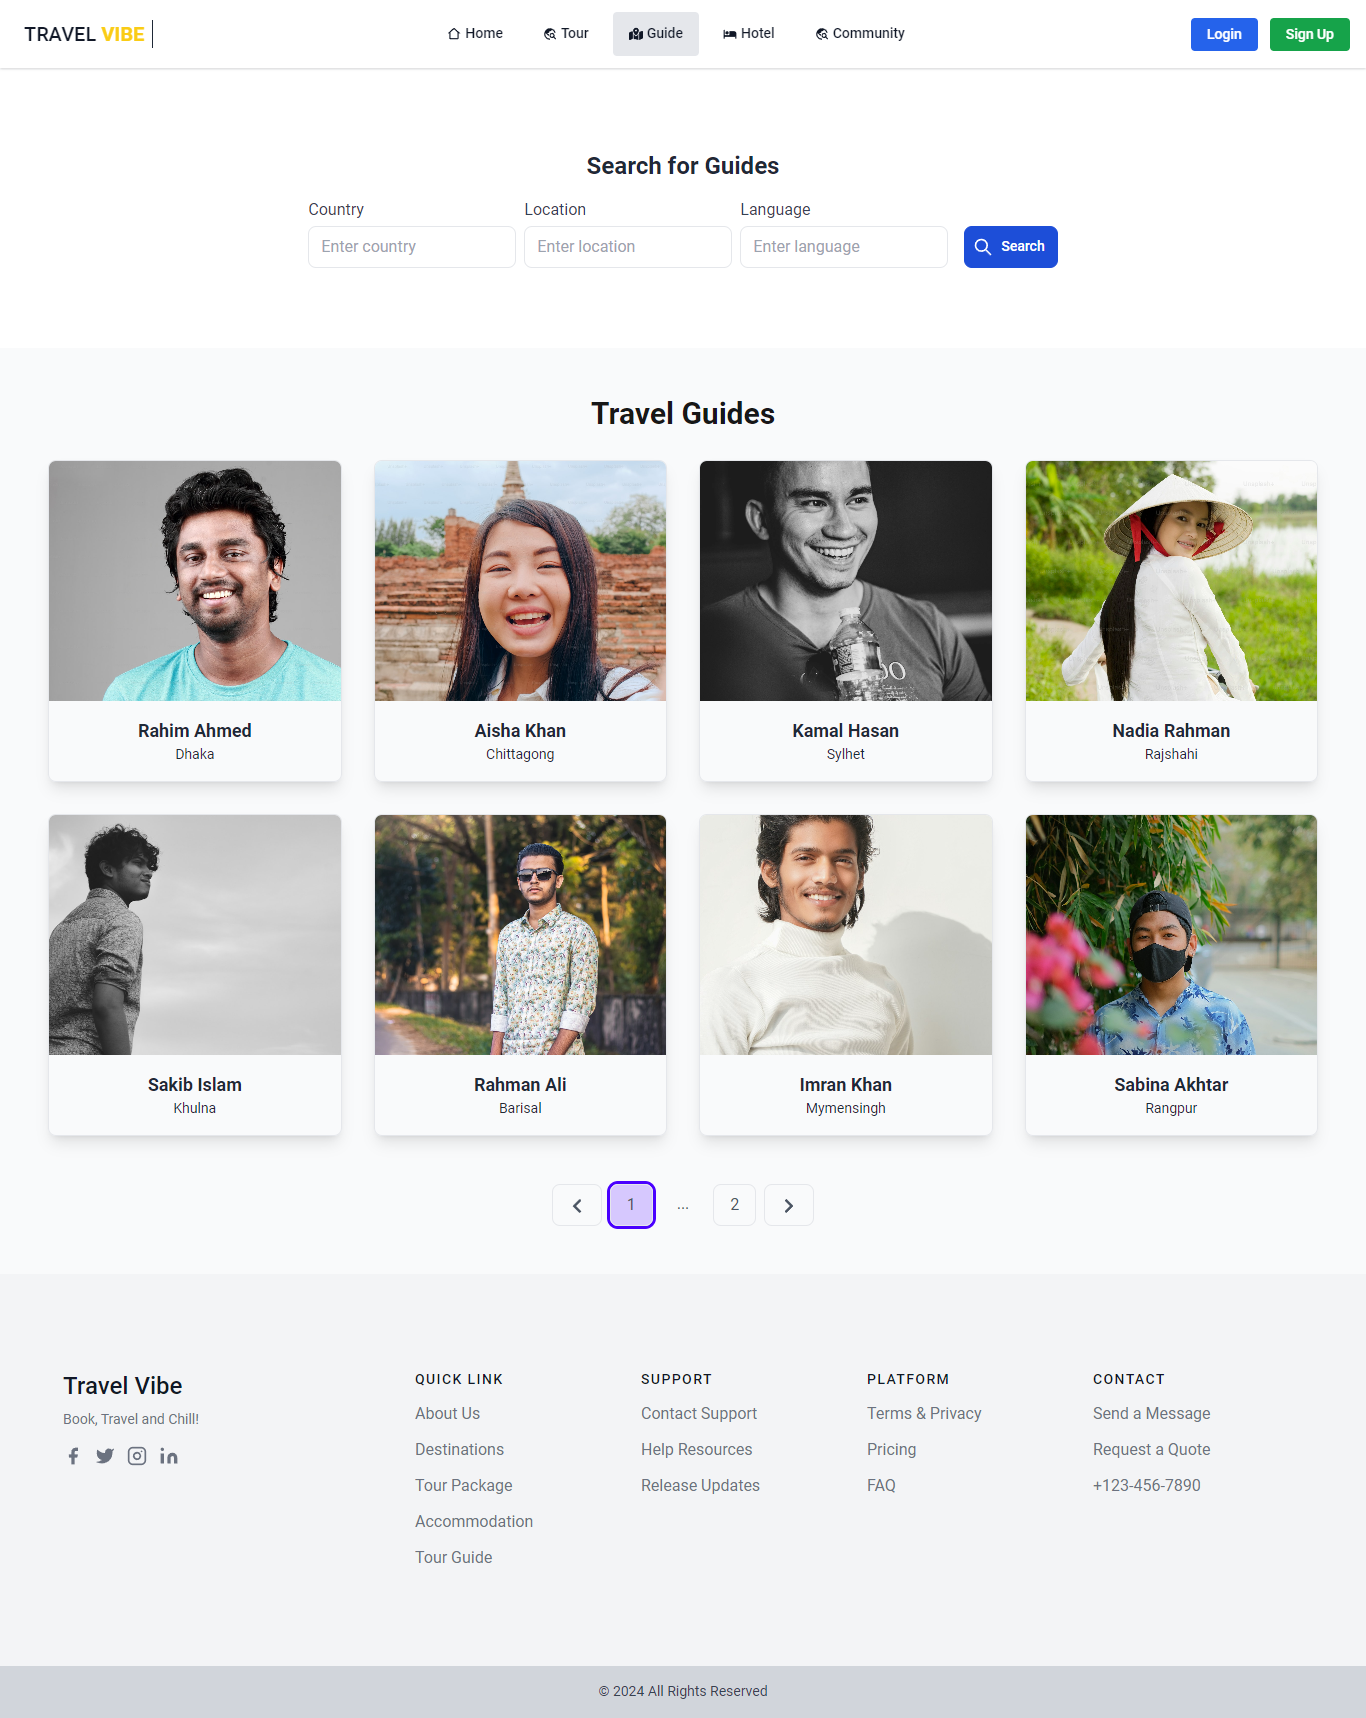 TRAVEL VIBE
Home
Tour
Guide
Hotel
Community
Login
Sign Up
Search for Guides
Country
Location
Language
Enter country
Enter location
Enter language
Search
Travel Guides
Rahim Ahmed
Dhaka
Aisha Khan
Chittagong
Kamal Hasan
Sylhet
Nadia Rahman
Rajshahi
Sakib Islam
Khulna
Rahman Ali
Barisal
Imran Khan
Mymensingh
Sabina Akhtar
Rangpur
1
...
2
Travel Vibe
Book, Travel and Chill!
QUICK LINK
About Us
Destinations
Tour Package
Accommodation
Tour Guide
SUPPORT
Contact Support
Help Resources
Release Updates
PLATFORM
Terms & Privacy
Pricing
FAQ
CONTACT
Send a Message
Request a Quote
+123-456-7890
© 2024 All Rights Reserved